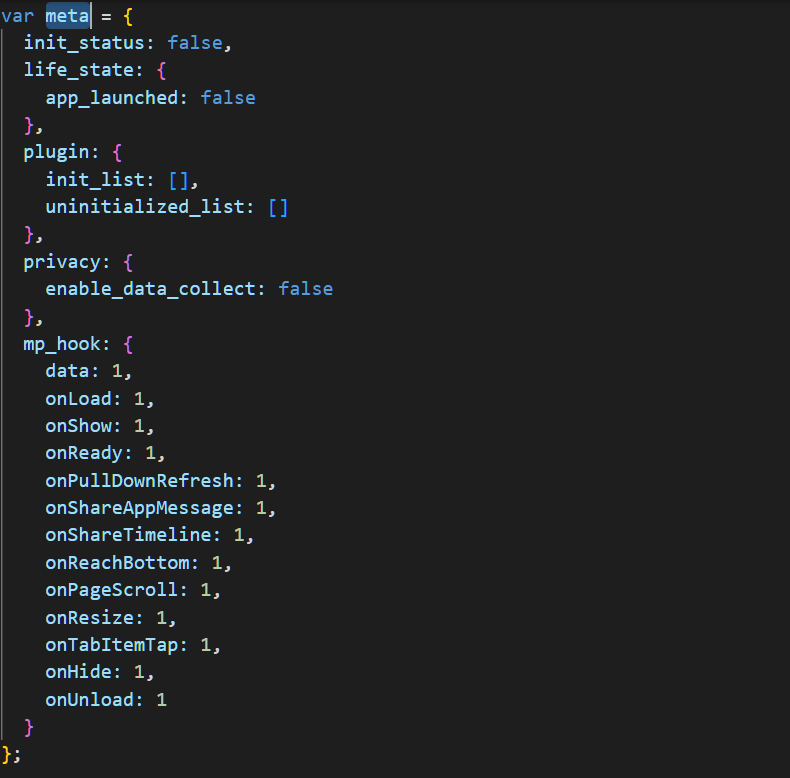 var meta = {
  init_status: false,
  life_state: {
    app_launched: false
  },
  plugin: {
    init_list: [],
    uninitialized_list: []
  },
  privacy: {
    enable_data_collect: false
  },
  mp_hook: {
    data: 1,
    onLoad: 1,
    onShow: 1,
    onReady: 1,
    onPullDownRefresh: 1,
    onShareAppMessage: 1,
    onShareTimeline: 1,
    onReachBottom: 1,
    onPageScroll: 1,
    onResize: 1,
    onTabItemTap: 1,
    onHide: 1,
    onUnload: 1
  }
};